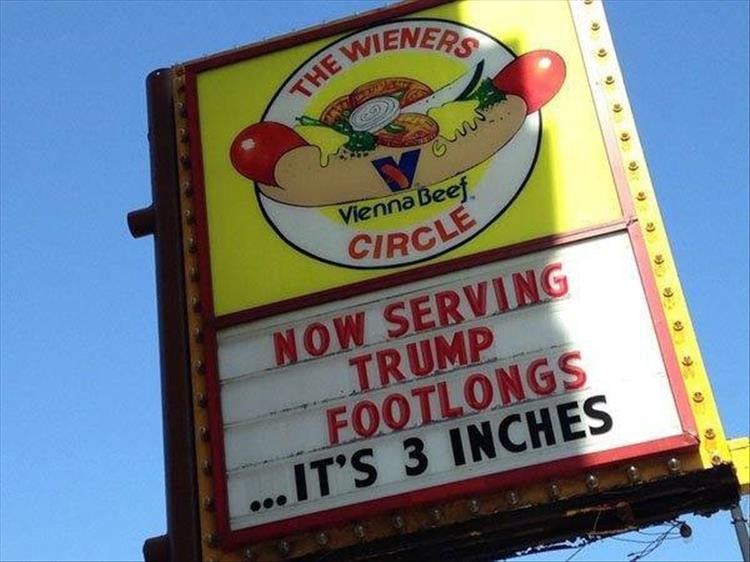 THE WIENERS
V
Vienna Beef
CIRCLE
NOW SERVING
TRUMP
FOOTLONGS
...IT'S 3 INCHES